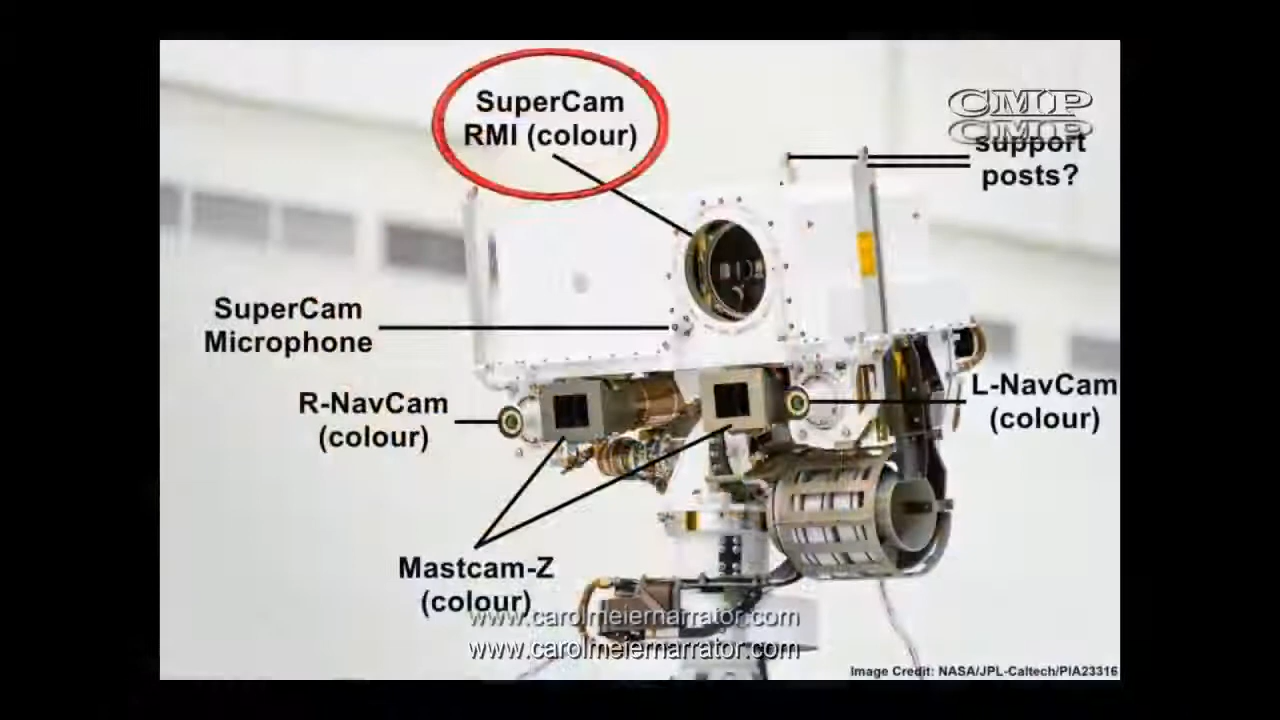 SuperCam
RMI (colour)
CMP
CMP
support
posts?
SuperCam
Microphone
R-NavCam
(colour)
L-NavCam
(colour)
Mastcam-Z
(colour)
www.carolmeiernarrator.com
www.carolmeiernarrator.com
Image Credit: NASA/JPL-Caltech/PIA23316